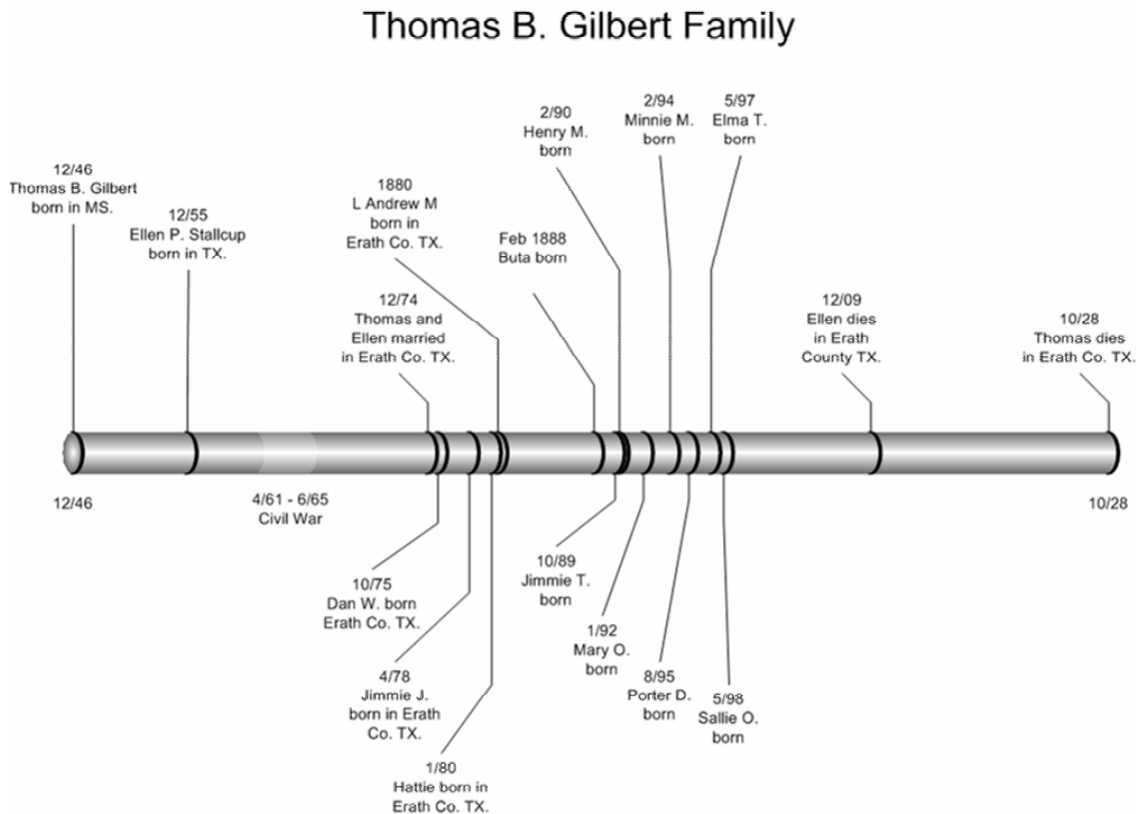 Thomas B. Gilbert Family
12/46
Thomas B. Gilbert
born in MS.
12/55
Ellen P. Stallcup
born in TX.
12/74
Thomas and
Ellen married
in Erath Co. TX.
1880
L Andrew M
born in
Erath Co. TX.
Feb 1888
Buta born
2/90
Henry M.
born
2/94
Minnie M.
born
5/97
Elma T.
born
12/09
Ellen dies
in Erath
County TX.
10/28
Thomas dies
in Erath Co. TX.
12/46
4/61 - 6/65
Civil War
10/28
10/75
Dan W. born
Erath Co. TX.
4/78
Jimmie J.
born in Erath
Co. TX.
1/80
Hattie born in
Erath Co. TX.
10/89
Jimmie T.
born
1/92
Mary O.
born
8/95
Porter D.
born
5/98
Sallie O.
born